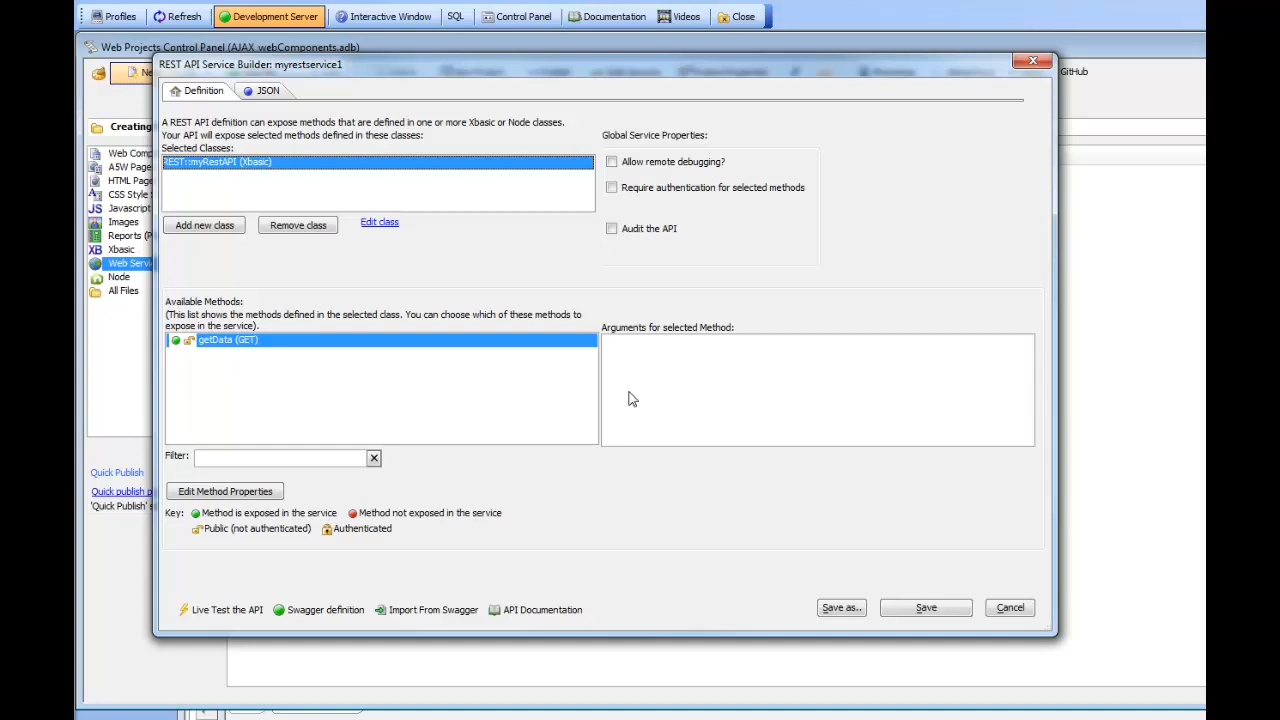 Profiles Refresh Development Server Interactive Window SQL Control Panel Documentation Videos Close
Web Projects Control Panel (AJAX_webComponents.adb)
REST API Service Builder: myrestservice1
GitHub
Definition JSON
A REST API defintion can expose methods that are defined in one or more Xbasic or Node classes.
Your API will expose selected methods defined in these classes:
Selected Classes:
REST::myRestAPI (Xbasic)
Add new class Remove class Edit class
Global Service Properties:
Allow remote debugging?
Require authentication for selected methods
Audit the API
Creating
Web Comp
A5W Page
HTML Pag
CSS Style
JS Javascript
Images
Reports (P
XB Xbasic
Web Servi
Node
All Files
Quick Publish
Quick publish p
'Quick Publish' s
Available Methods:
(This list shows the methods defined in the selected class. You can choose which of these methods to
expose in the service).
getData (GET)
Arguments for selected Method:
Filter:
Edit Method Properties
Key: Method is exposed in the service Method not exposed in the service
Public (not authenticated) Authenticated
Live Test the API Swagger definition Import From Swagger API Documentation
Save as.. Save Cancel